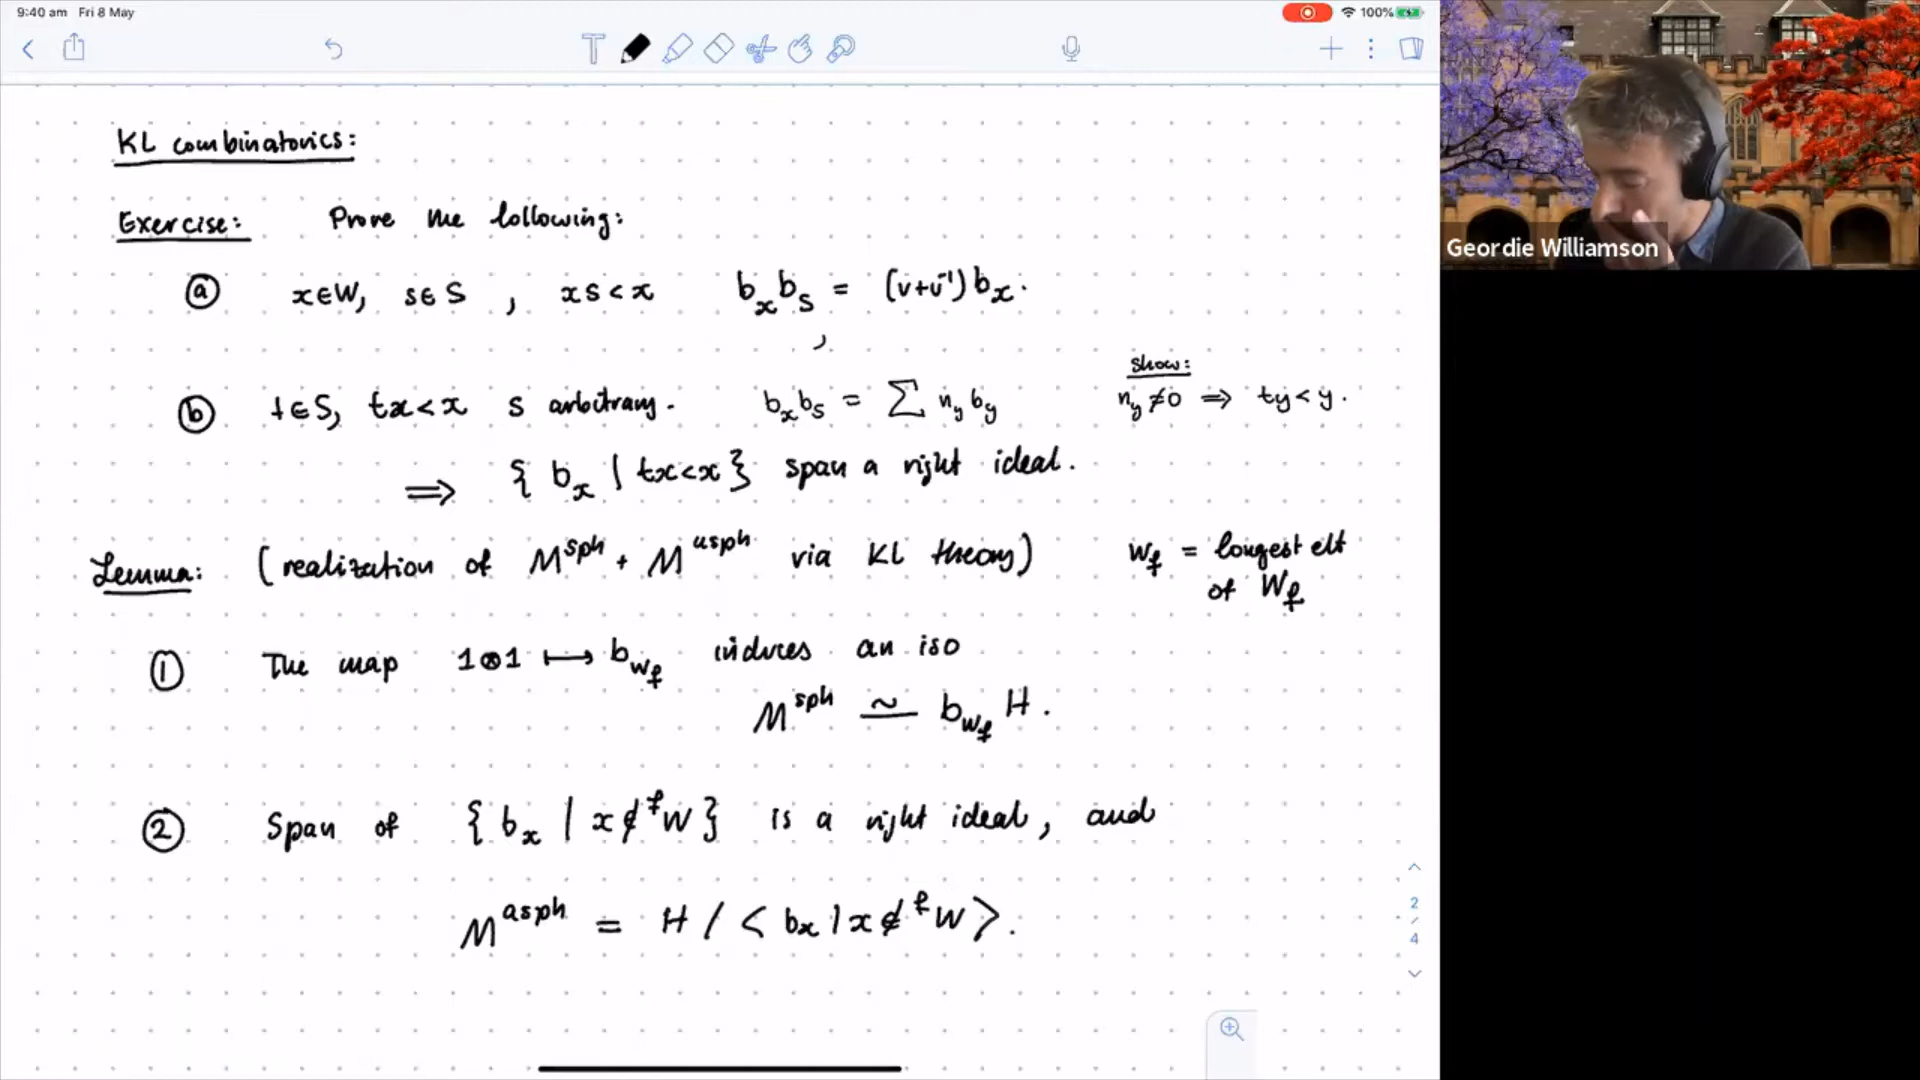 9:40 am Fri 8 May
100%
KL combinatorics:
Exercise: Prove the following:
(a) x∈W, s∈S, xs<x b_x b_s = (v+v⁻¹) b_x.
Show:
(b) t∈S, tx<x s arbitrary. b_x b_s = Σ n_y b_y n_y≠0 ⇒ ty<y.
⇒ { b_x | tx<x } span a right ideal.
Lemma: (realization of M^sph + M^asph via KL theory) w_f = longest elt
of W_f
(1) The map 1⊗1 ↦ b_{w_f} induces an iso
M^sph ≃ b_{w_f} H.
(2) Span of { b_x | x∉ ^fW } is a right ideal, and
M^asph = H / < b_x | x∉ ^fW >.
2
/
4
Geordie Williamson